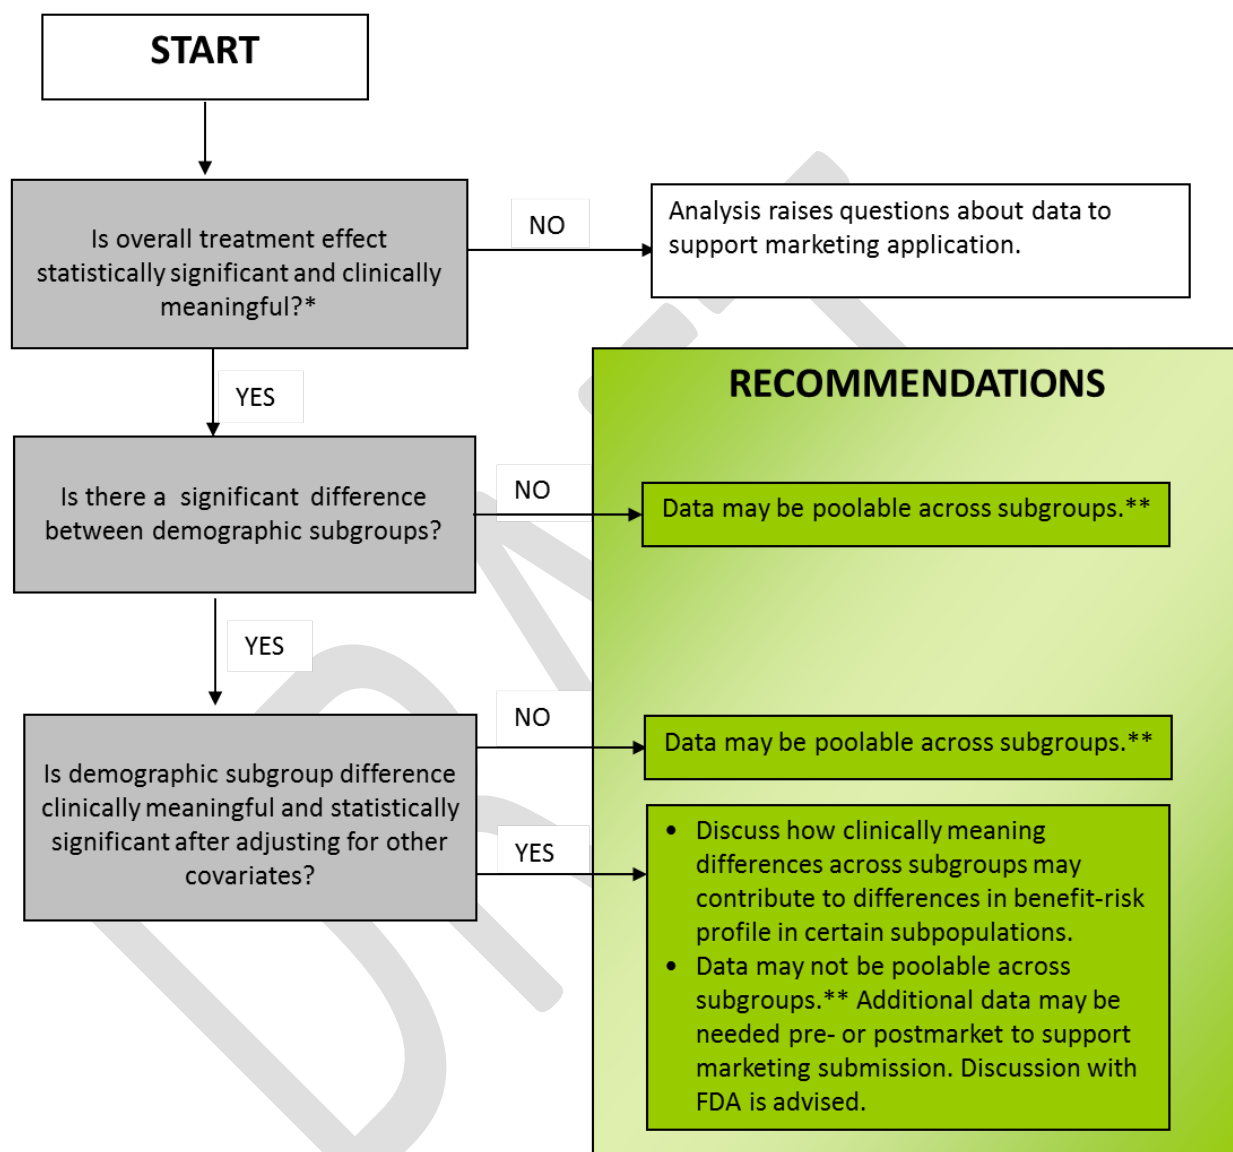 START
Is overall treatment effect
statistically significant and clinically
meaningful?*
NO
Analysis raises questions about data to
support marketing application.
YES
RECOMMENDATIONS
Is there a significant difference
between demographic subgroups?
NO
Data may be poolable across subgroups.**
YES
Is demographic subgroup difference
clinically meaningful and statistically
significant after adjusting for other
covariates?
NO
Data may be poolable across subgroups.**
YES
• Discuss how clinically meaning
differences across subgroups may
contribute to differences in benefit-risk
profile in certain subpopulations.
• Data may not be poolable across
subgroups.** Additional data may be
needed pre- or postmarket to support
marketing submission. Discussion with
FDA is advised.
DRAFT